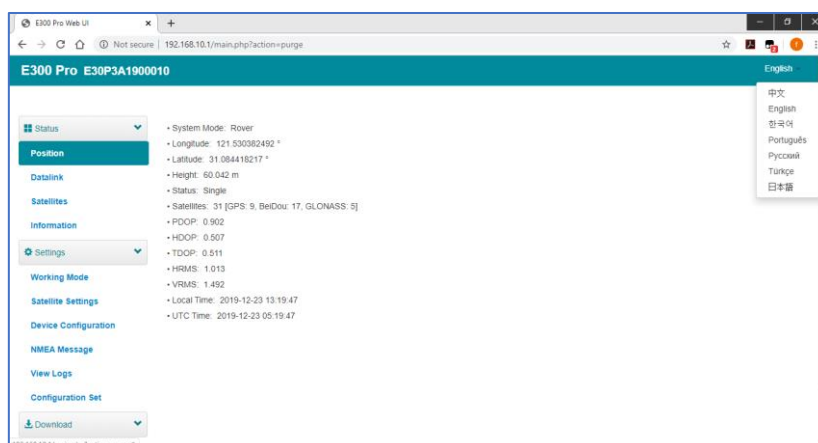 E300 Pro Web UI
Not secure | 192.168.10.1/main.php?action=purge
E300 Pro E30P3A1900010
English
中文
English
한국어
Português
Русский
Türkçe
日本語
Status
Position
Datalink
Satellites
Information
Settings
Working Mode
Satellite Settings
Device Configuration
NMEA Message
View Logs
Configuration Set
Download
• System Mode: Rover
• Longitude: 121.530382492 °
• Latitude: 31.084418217 °
• Height: 60.042 m
• Status: Single
• Satellites: 31 [GPS: 9, BeiDou: 17, GLONASS: 5]
• PDOP: 0.902
• HDOP: 0.507
• TDOP: 0.511
• HRMS: 1.013
• VRMS: 1.492
• Local Time: 2019-12-23 13:19:47
• UTC Time: 2019-12-23 05:19:47